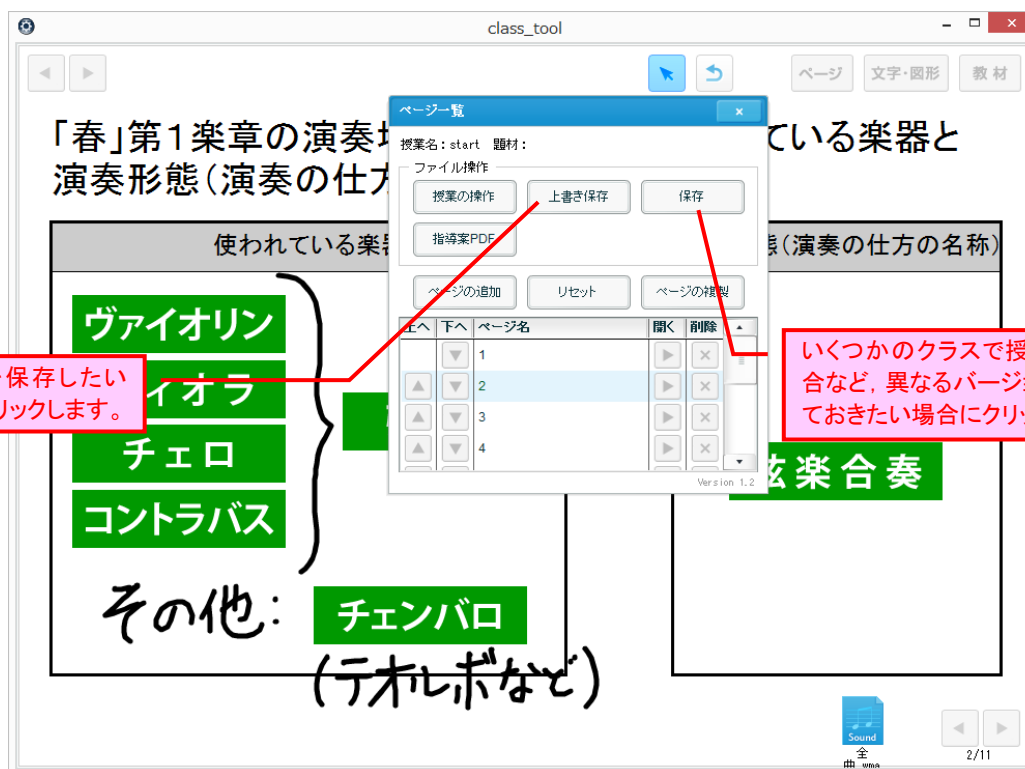 class_tool
ページ
文字・図形
教材
「春」第1楽章の演奏
ている楽器と
演奏形態(演奏の仕方
ページ一覧
授業名:start 題材:
ファイル操作
授業の操作
上書き保存
保存
指導案PDF
ページの追加
リセット
ページの複製
上へ 下へ ページ名 開く 削除
1
2
3
4
Version 1.2
使われている楽器
態(演奏の仕方の名称)
ヴァイオリン
ィオラ
チェロ
コントラバス
保存したい
リックします。
いくつかのクラスで授
合など,異なるバージ
ておきたい場合にクリッ
弦楽合奏
その他:
チェンバロ
(テオルボなど)
Sound
全
曲.wma
2/11